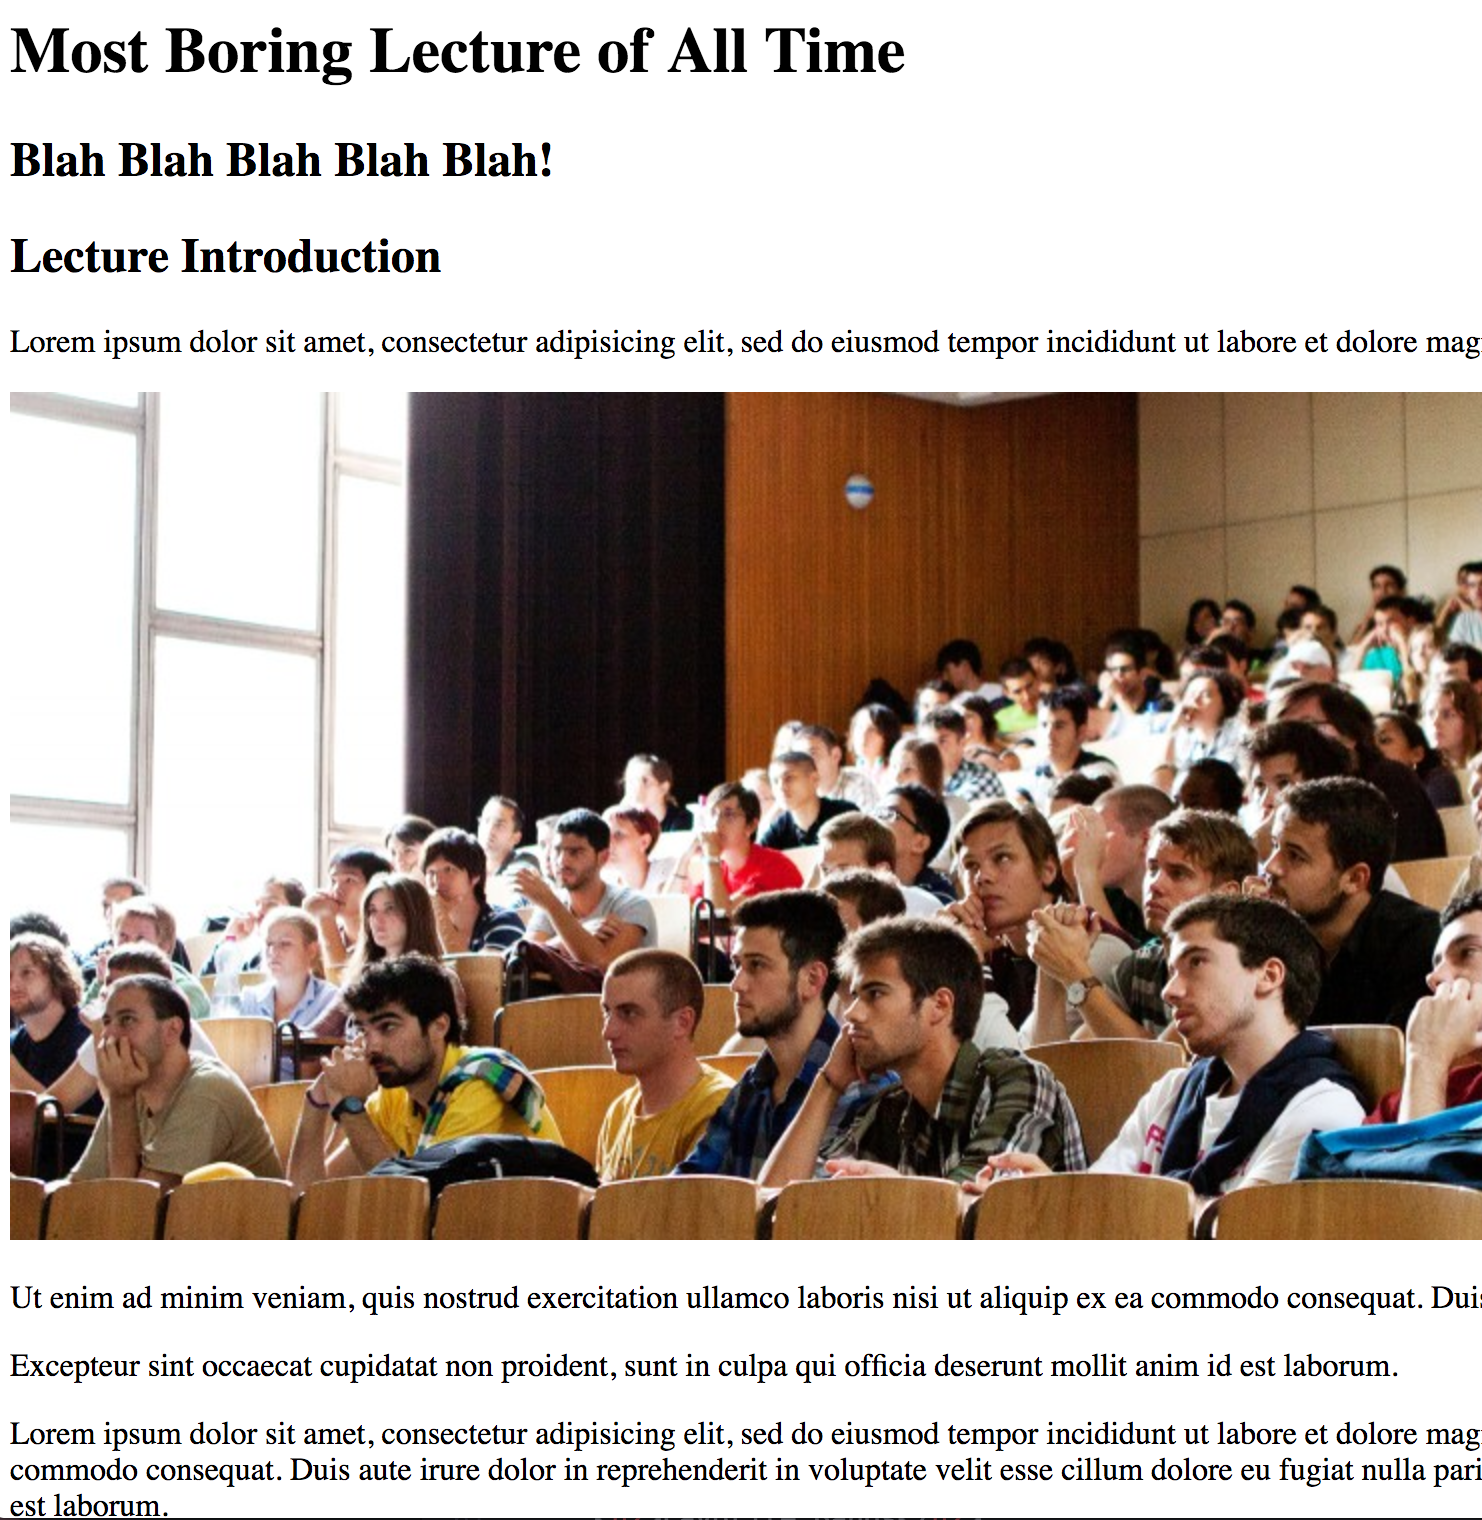 Most Boring Lecture of All Time
Blah Blah Blah Blah Blah!
Lecture Introduction
Lorem ipsum dolor sit amet, consectetur adipisicing elit, sed do eiusmod tempor incididunt ut labore et dolore mag
Ut enim ad minim veniam, quis nostrud exercitation ullamco laboris nisi ut aliquip ex ea commodo consequat. Duis
Excepteur sint occaecat cupidatat non proident, sunt in culpa qui officia deserunt mollit anim id est laborum.
Lorem ipsum dolor sit amet, consectetur adipisicing elit, sed do eiusmod tempor incididunt ut labore et dolore mag
commodo consequat. Duis aute irure dolor in reprehenderit in voluptate velit esse cillum dolore eu fugiat nulla pari
est laborum.